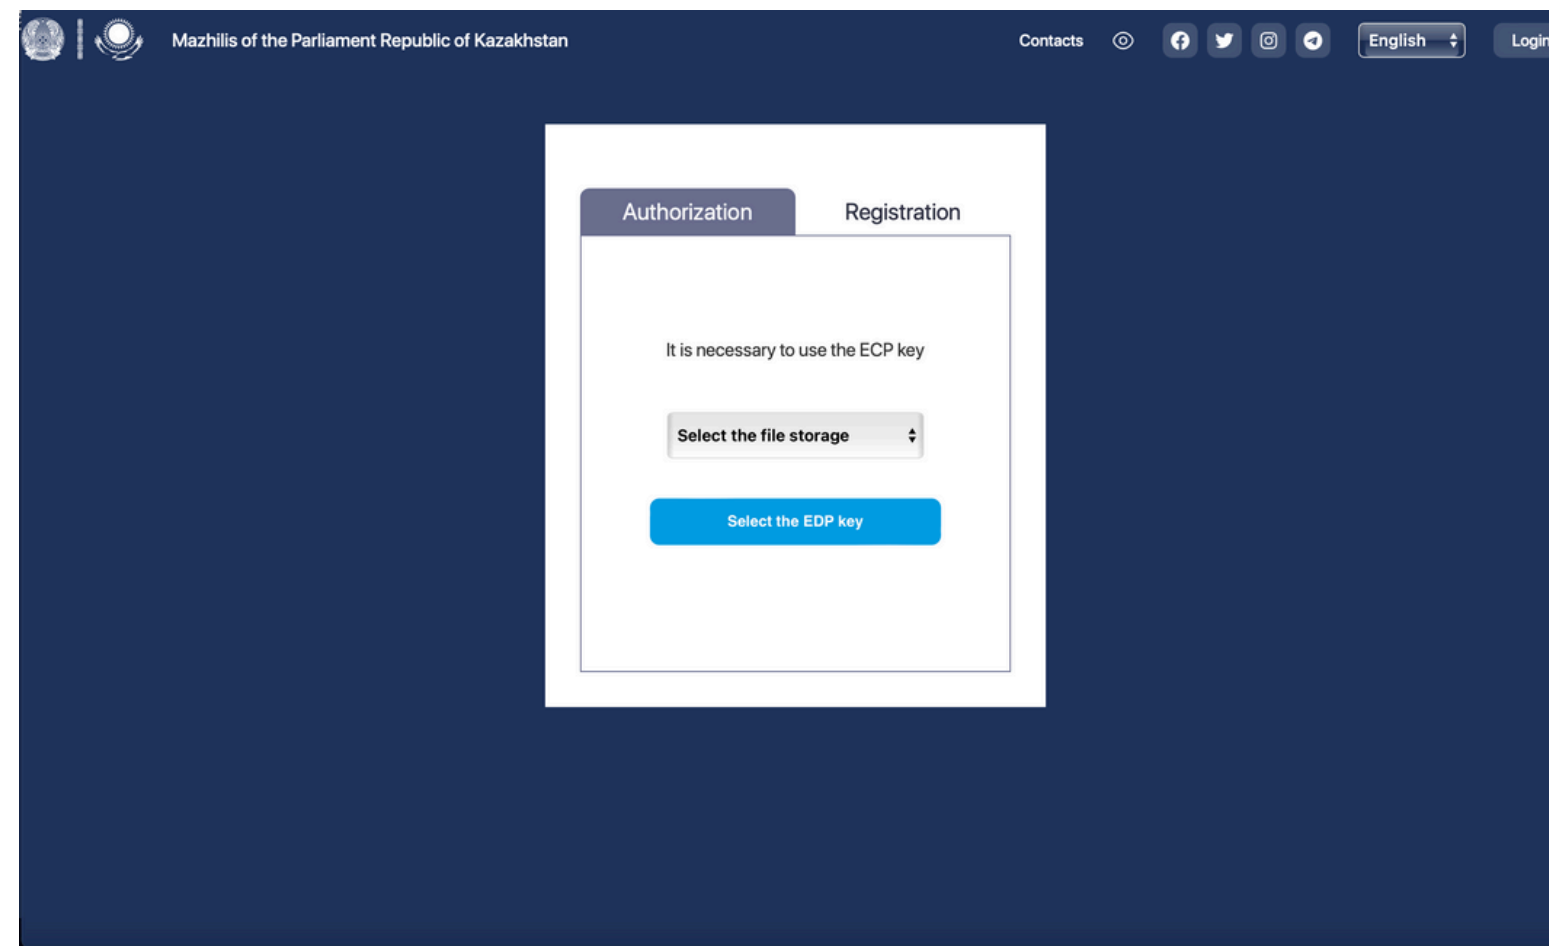 Mazhilis of the Parliament Republic of Kazakhstan Contacts English Login
Authorization Registration
It is necessary to use the ECP key
Select the file storage
Select the EDP key